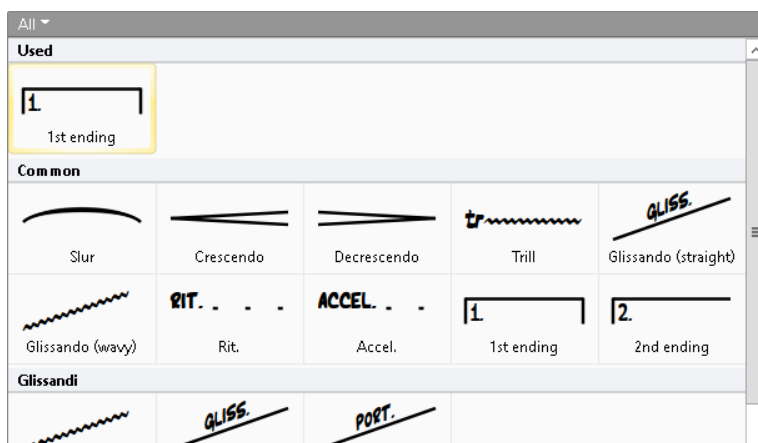 All
Used
1.
1st ending
Common
tr GLISS.
Slur Crescendo Decrescendo Trill Glissando (straight)
RIT. ACCEL. 1. 2.
Glissando (wavy) Rit. Accel. 1st ending 2nd ending
Glissandi
GLISS. PORT.